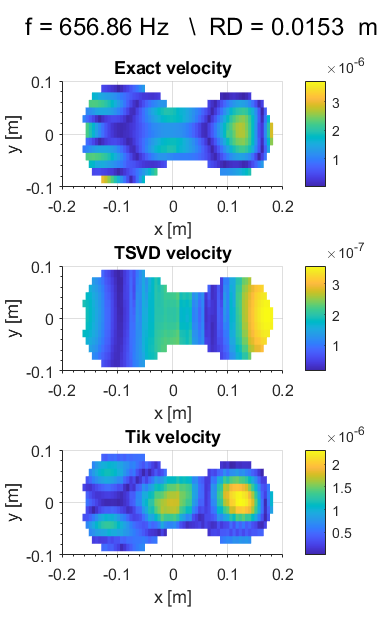 f = 656.86 Hz \ RD = 0.0153 m
Exact velocity
×10⁻⁶
0.1
0
-0.1
y [m]
-0.2 -0.1 0 0.1 0.2
x [m]
3
2
1
TSVD velocity
×10⁻⁷
0.1
0
-0.1
y [m]
-0.2 -0.1 0 0.1 0.2
x [m]
3
2
1
Tik velocity
×10⁻⁶
0.1
0
-0.1
y [m]
-0.2 -0.1 0 0.1 0.2
x [m]
2
1.5
1
0.5